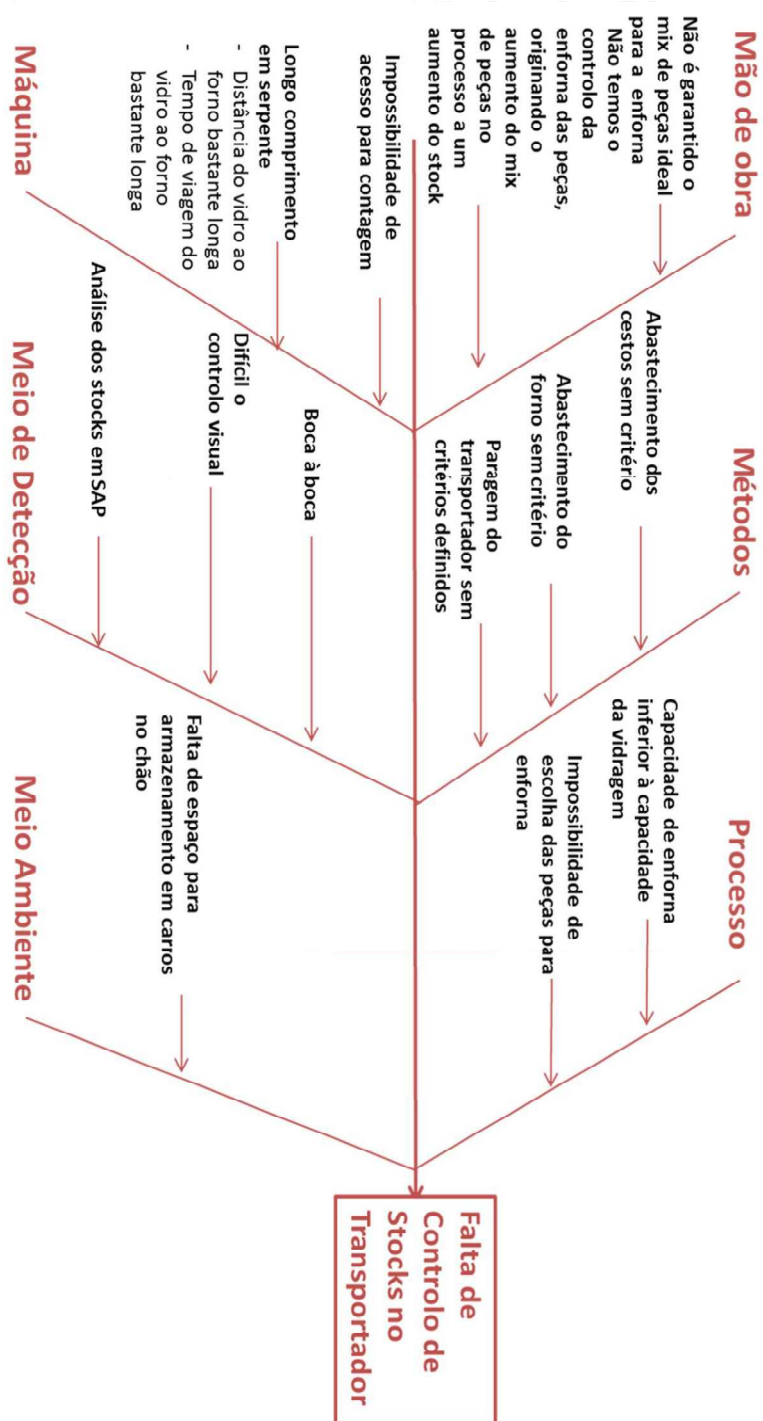 Mão de obra
Não é garantido o
mix de peças ideal
para a enforna
Não temos o
controlo da
enforna das peças,
originando o
aumento do mix
de peças no
processo a um
aumento do stock
Métodos
Abastecimento dos
cestos sem critério
Abastecimento do
forno sem critério
Paragem do
transportador sem
critérios definidos
Processo
Capacidade de enforna
inferior à capacidade
da vidragem
Impossibilidade de
escolha das peças para
enforna
Falta de
Controlo de
Stocks no
Transportador
Impossibilidade de
acesso para contagem
Longo comprimento
em serpente
- Distância do vidro ao
forno bastante longa
- Tempo de viagem do
vidro ao forno
bastante longa
Máquina
Boca à boca
Difícil o
controlo visual
Análise dos stocks em SAP
Meio de Detecção
Falta de espaço para
armazenamento em carros
no chão
Meio Ambiente